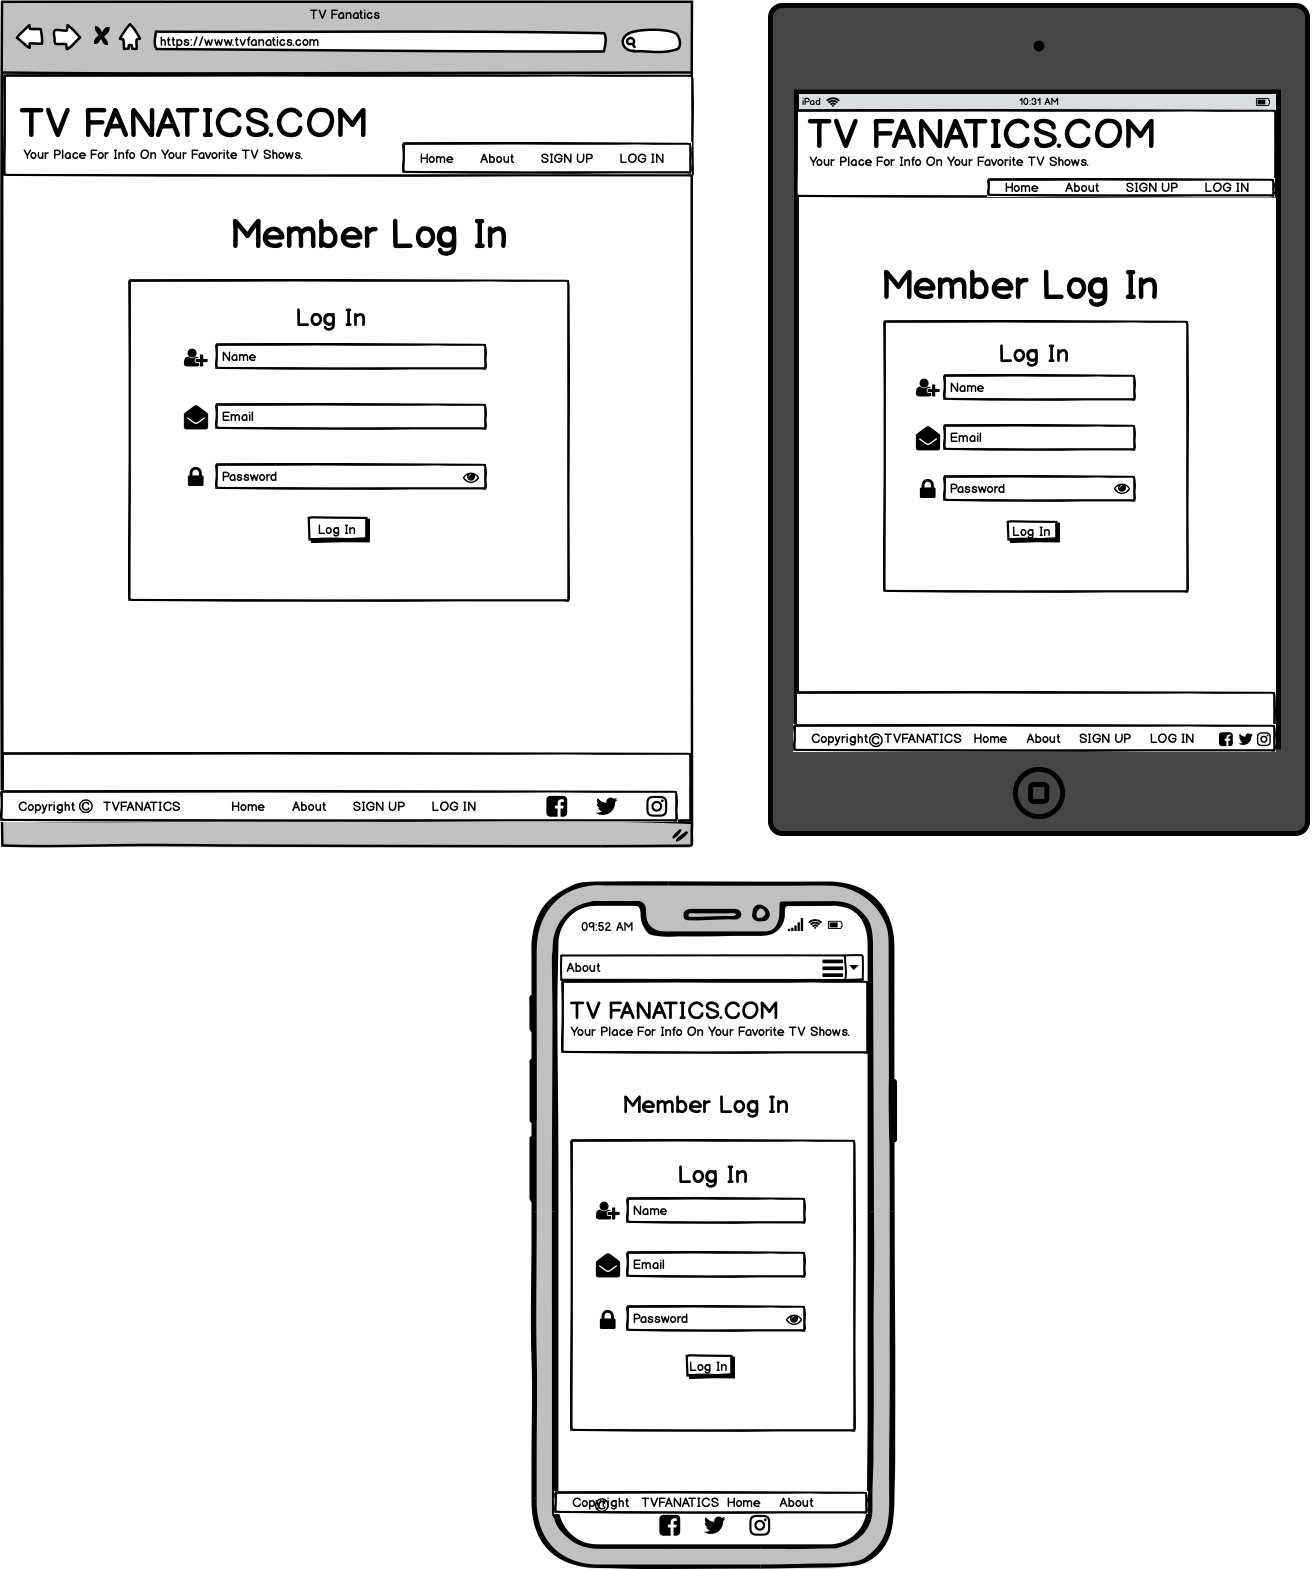 TV Fanatics
https://www.tvfanatics.com
TV FANATICS.COM
Your Place For Info On Your Favorite TV Shows.
Home About SIGN UP LOG IN
Member Log In
Log In
Name
Email
Password
Log In
Copyright © TVFANATICS Home About SIGN UP LOG IN
iPad 10:31 AM
TV FANATICS.COM
Your Place For Info On Your Favorite TV Shows.
Home About SIGN UP LOG IN
Member Log In
Log In
Name
Email
Password
Log In
Copyright©TVFANATICS Home About SIGN UP LOG IN
09:52 AM
About
TV FANATICS.COM
Your Place For Info On Your Favorite TV Shows.
Member Log In
Log In
Name
Email
Password
Log In
Copyright © TVFANATICS Home About